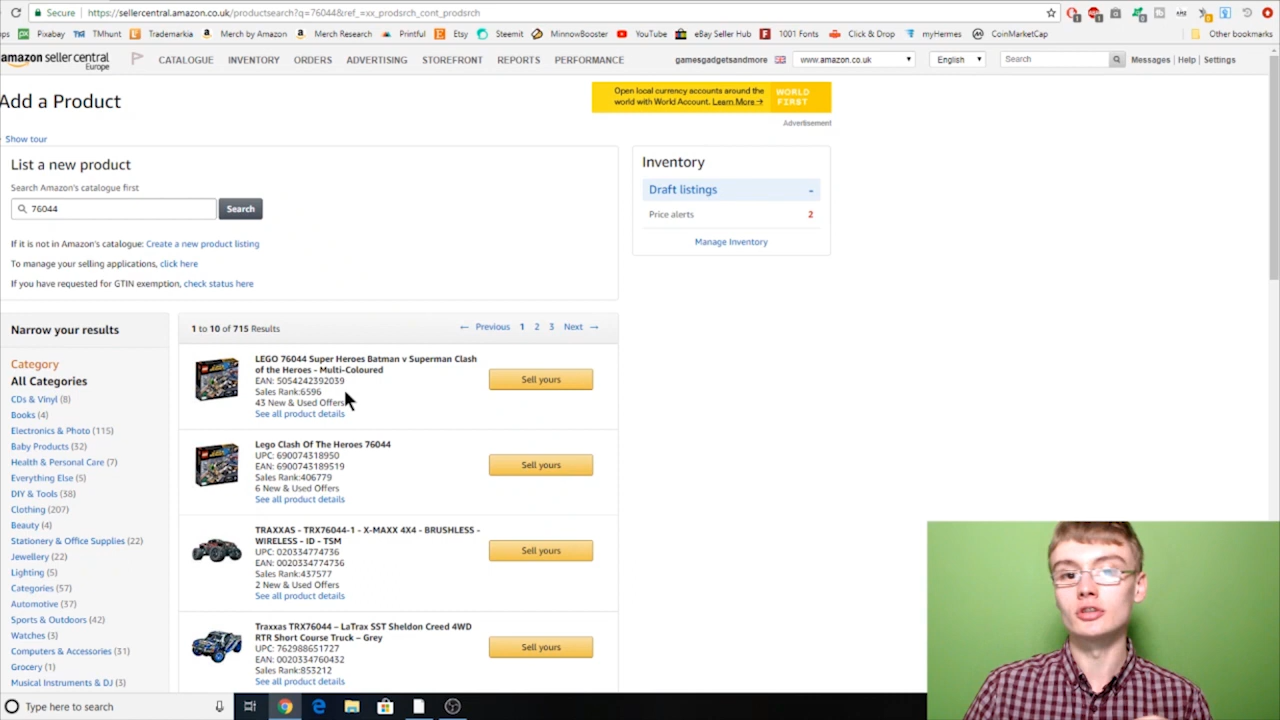 Secure https://sellercentral.amazon.co.uk/productsearch?q=76044&ref_=xx_prodsrch_cont_prodsrch
Pixabay TMhunt Trademarkia Merch by Amazon Merch Research Printful Etsy Steemit MinnowBooster YouTube eBay Seller Hub 1001 Fonts Click & Drop myHermes CoinMarketCap Other bookmarks
amazon seller central
Europe
CATALOGUE INVENTORY ORDERS ADVERTISING STOREFRONT REPORTS PERFORMANCE gamesgadgetsandmore www.amazon.co.uk English Search Messages Help Settings
Add a Product
Open local currency accounts around the
world with World Account. Learn More
WORLD
FIRST
Advertisement
Show tour
List a new product
Search Amazon's catalogue first
76044 Search
If it is not in Amazon's catalogue: Create a new product listing
To manage your selling applications, click here
If you have requested for GTIN exemption, check status here
Inventory
Draft listings -
Price alerts 2
Manage Inventory
Narrow your results
Category
All Categories
CDs & Vinyl (8)
Books (4)
Electronics & Photo (115)
Baby Products (32)
Health & Personal Care (7)
Everything Else (5)
DIY & Tools (38)
Clothing (207)
Beauty (4)
Stationery & Office Supplies (22)
Jewellery (22)
Lighting (5)
Categories (57)
Automotive (37)
Sports & Outdoors (42)
Watches (3)
Computers & Accessories (31)
Grocery (1)
Musical Instruments & DJ (3)
1 to 10 of 715 Results ← Previous 1 2 3 Next →
LEGO 76044 Super Heroes Batman v Superman Clash
of the Heroes - Multi-Coloured
EAN: 5054242392039
Sales Rank:6596
43 New & Used Offers
See all product details
Sell yours
Lego Clash Of The Heroes 76044
UPC: 690074318950
EAN: 6900743189519
Sales Rank:406779
6 New & Used Offers
See all product details
Sell yours
TRAXXAS - TRX76044-1 - X-MAXX 4X4 - BRUSHLESS -
WIRELESS - ID - TSM
UPC: 020334774736
EAN: 0020334774736
Sales Rank:437577
2 New & Used Offers
See all product details
Sell yours
Traxxas TRX76044 – LaTrax SST Sheldon Creed 4WD
RTR Short Course Truck – Grey
UPC: 762988651727
EAN: 0020334760432
Sales Rank:853212
See all product details
Sell yours
Type here to search